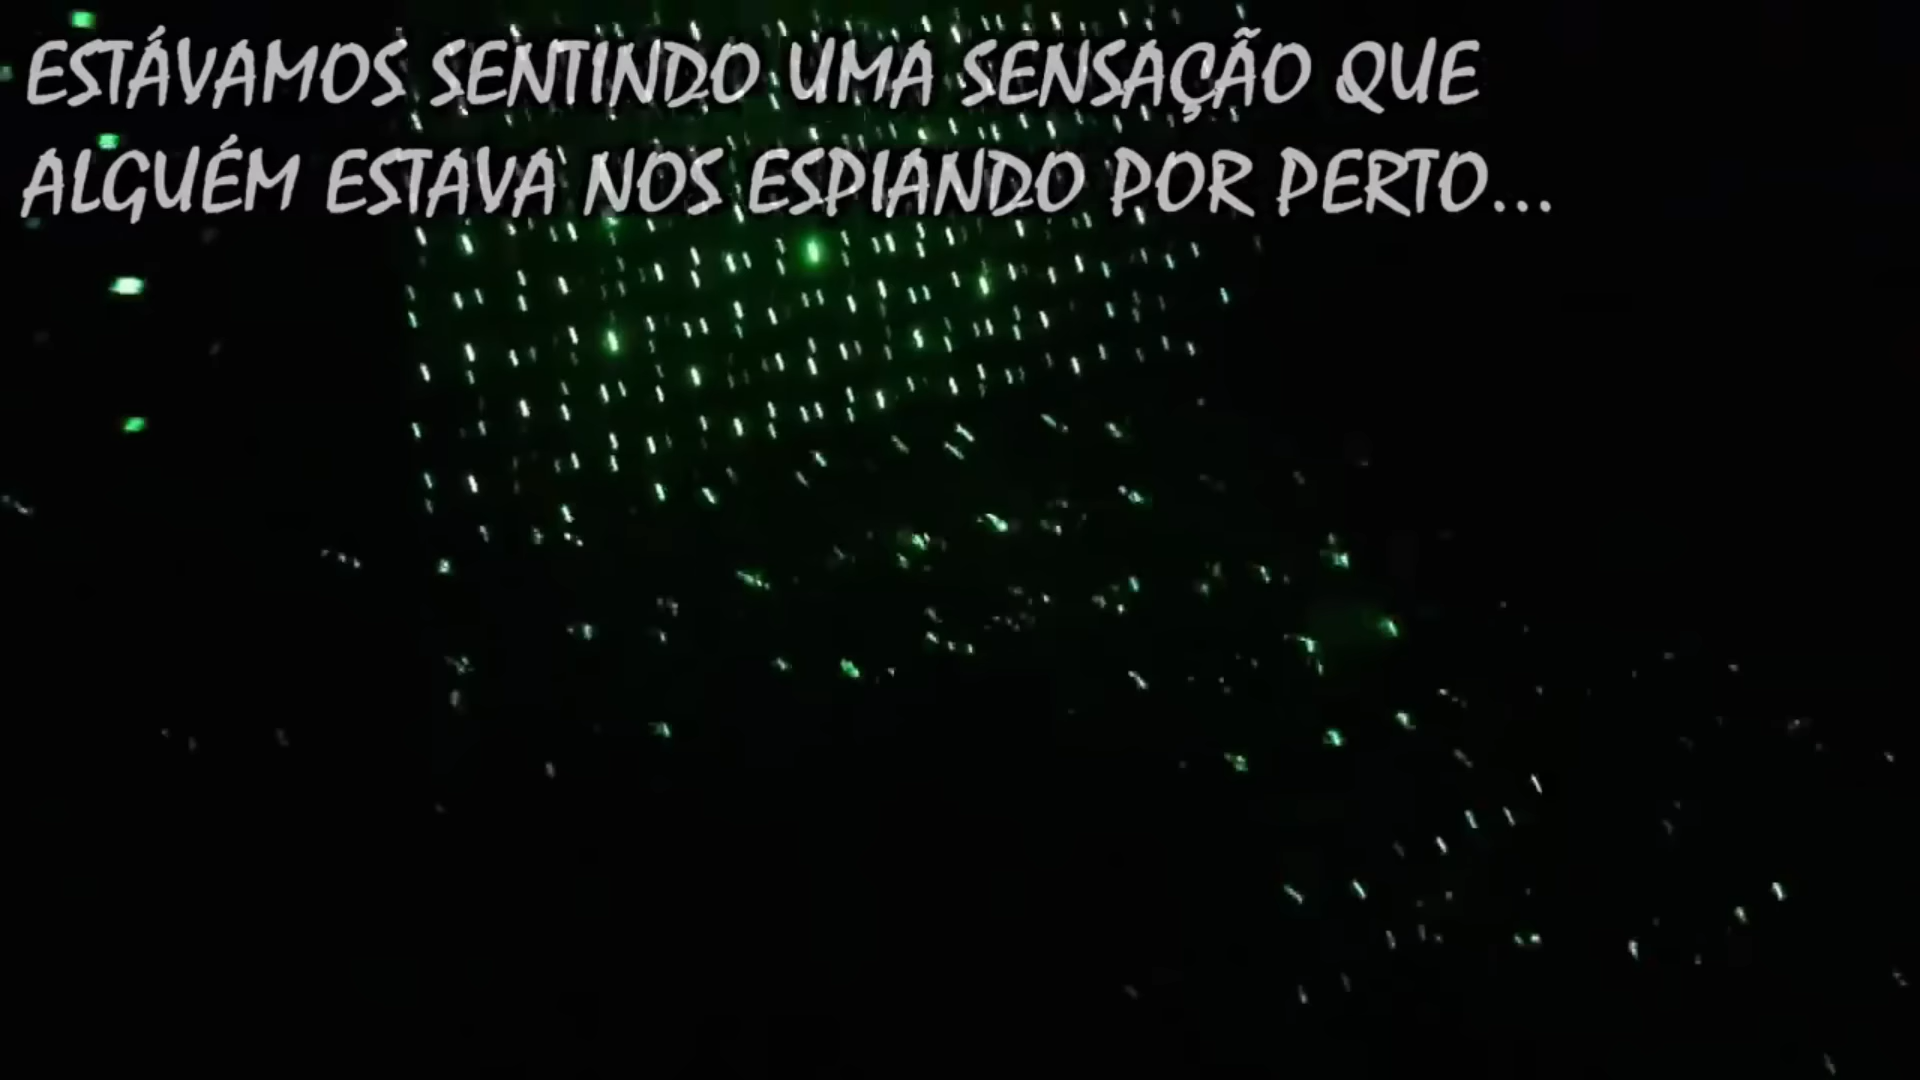 ESTÁVAMOS SENTINDO UMA SENSAÇÃO QUE
ALGUÉM ESTAVA NOS ESPIANDO POR PERTO...